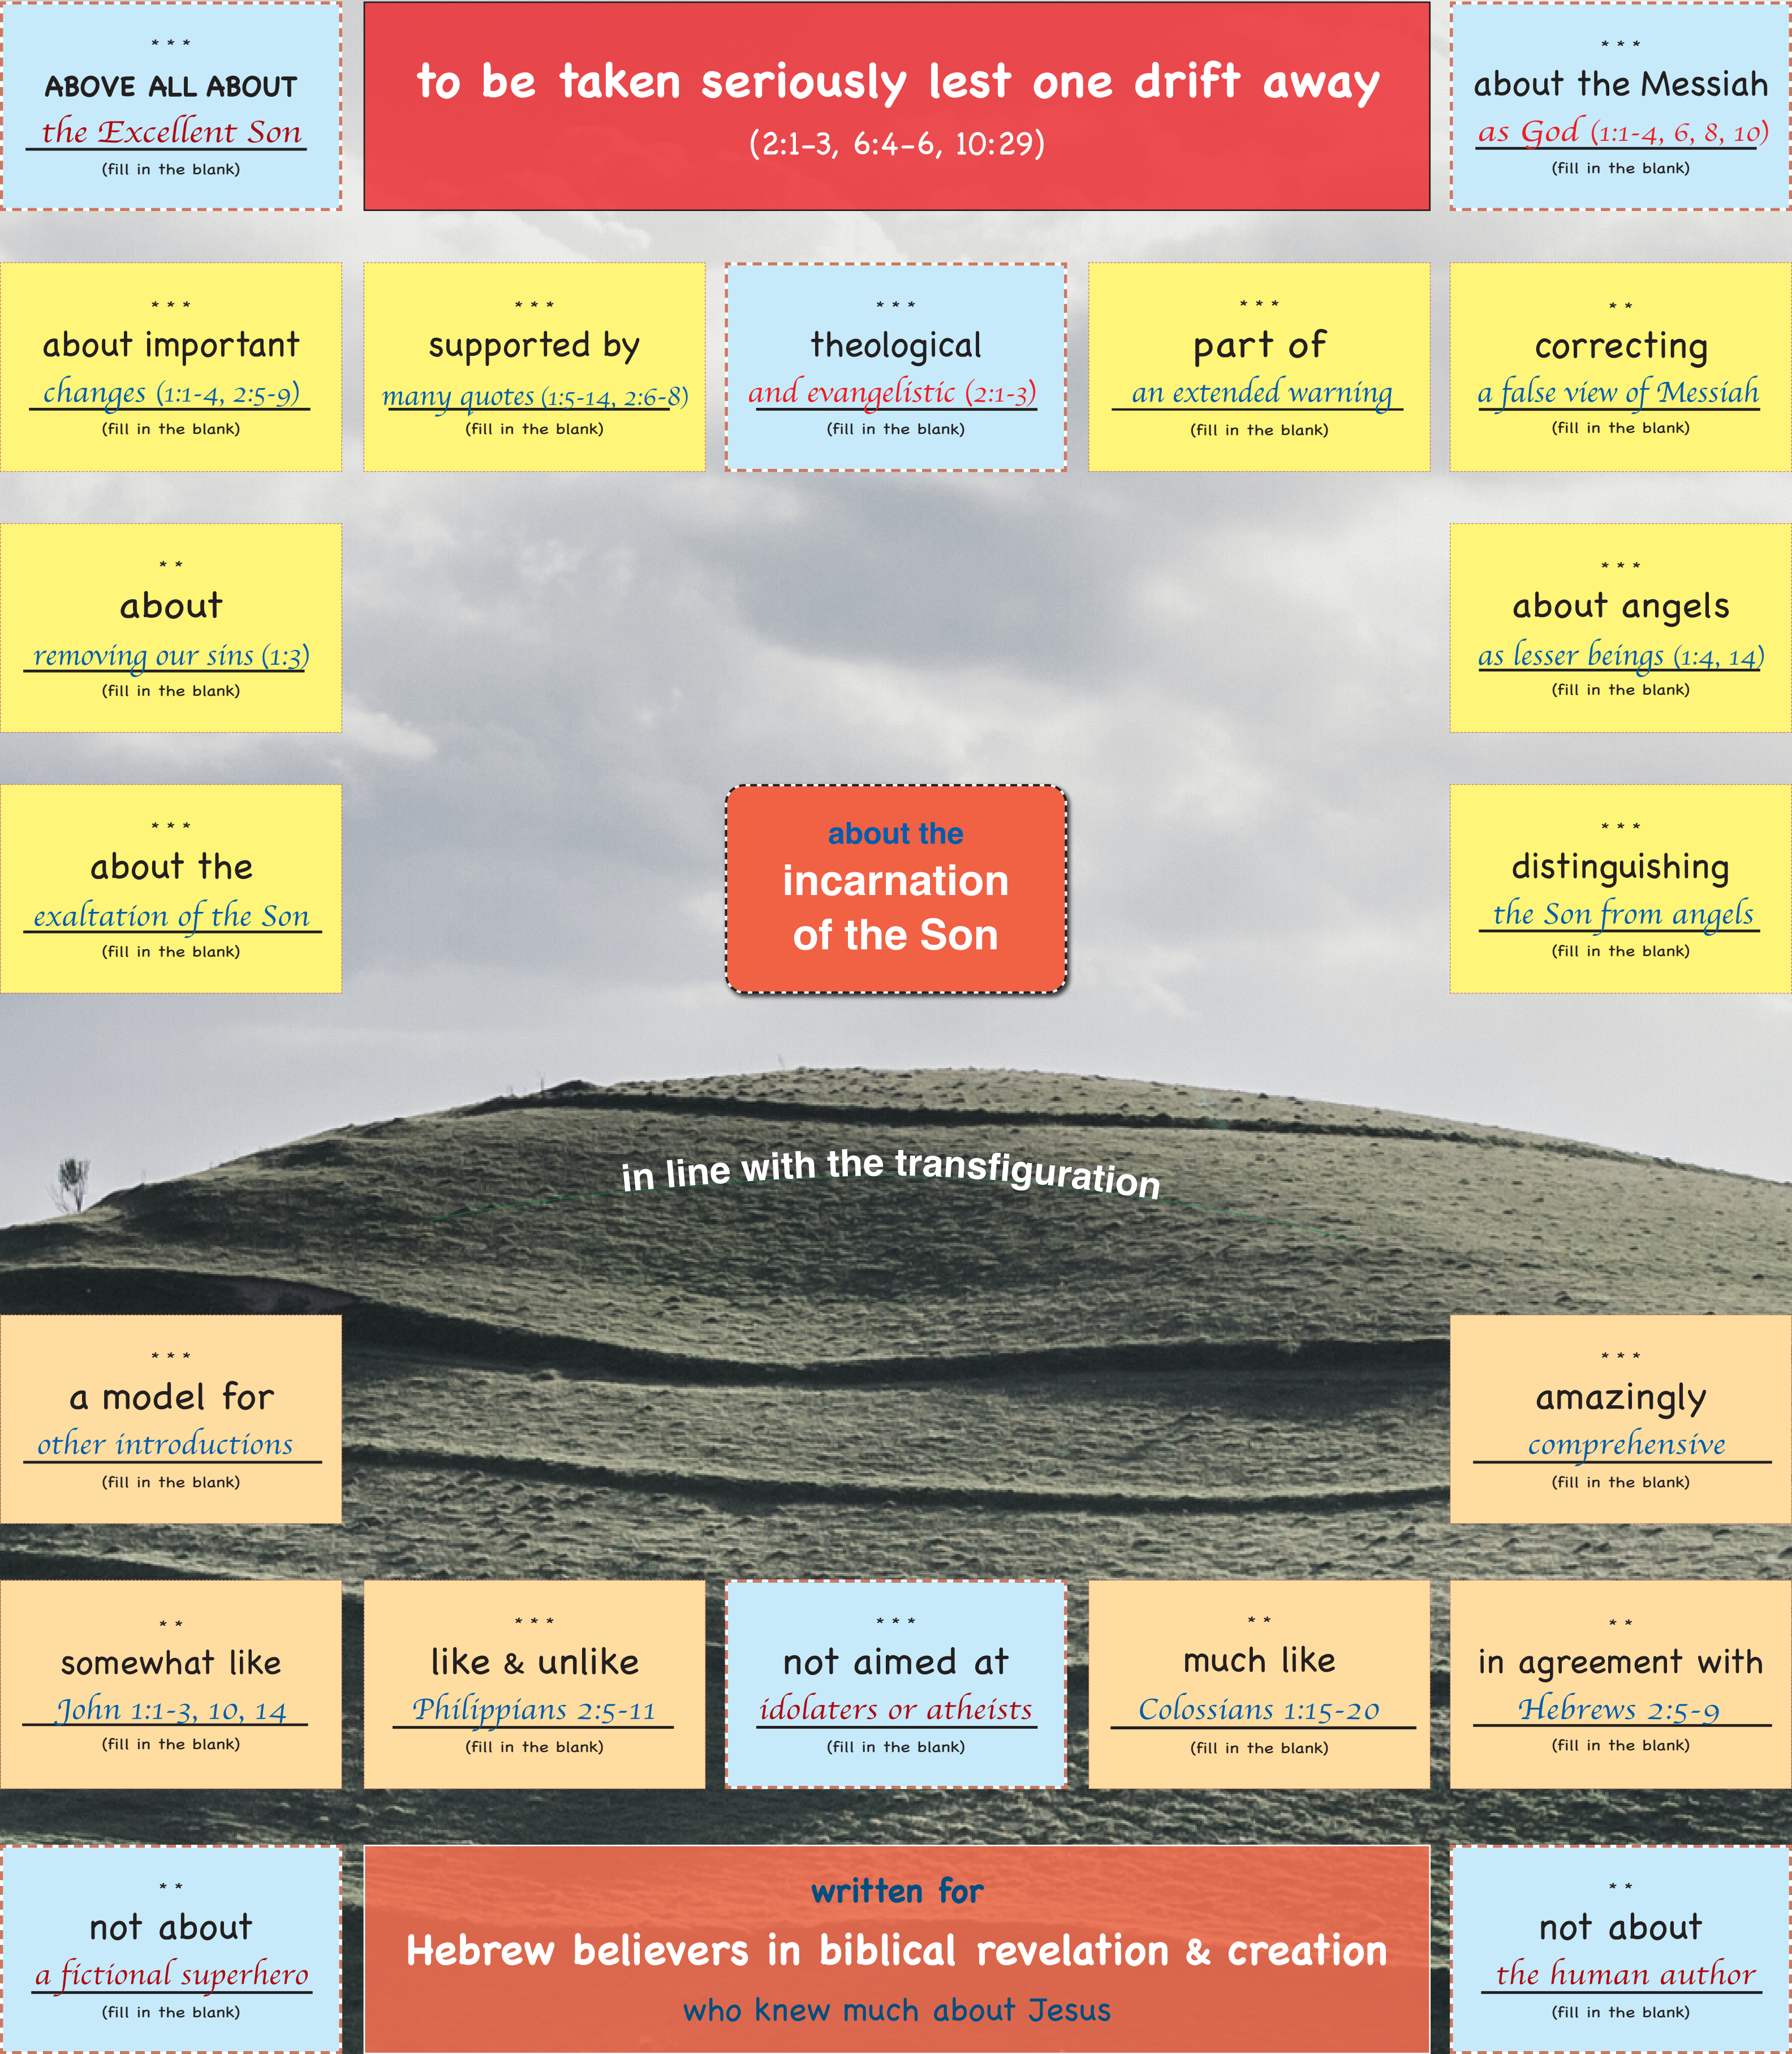 * * *
ABOVE ALL ABOUT
the Excellent Son
(fill in the blank)
to be taken seriously lest one drift away
(2:1-3, 6:4-6, 10:29)
* * *
about the Messiah
as God (1:1-4, 6, 8, 10)
(fill in the blank)
* * *
about important
changes (1:1-4, 2:5-9)
(fill in the blank)
* * *
supported by
many quotes (1:5-14, 2:6-8)
(fill in the blank)
* * *
theological
and evangelistic (2:1-3)
(fill in the blank)
* * *
part of
an extended warning
(fill in the blank)
* *
correcting
a false view of Messiah
(fill in the blank)
* *
about
removing our sins (1:3)
(fill in the blank)
* * *
about angels
as lesser beings (1:4, 14)
(fill in the blank)
* * *
about the
exaltation of the Son
(fill in the blank)
about the
incarnation
of the Son
* * *
distinguishing
the Son from angels
(fill in the blank)
in line with the transfiguration
* * *
a model for
other introductions
(fill in the blank)
* * *
amazingly
comprehensive
(fill in the blank)
* *
somewhat like
John 1:1-3, 10, 14
(fill in the blank)
* * *
like & unlike
Philippians 2:5-11
(fill in the blank)
* * *
not aimed at
idolaters or atheists
(fill in the blank)
* *
much like
Colossians 1:15-20
(fill in the blank)
* *
in agreement with
Hebrews 2:5-9
(fill in the blank)
* *
not about
a fictional superhero
(fill in the blank)
written for
Hebrew believers in biblical revelation & creation
who knew much about Jesus
* *
not about
the human author
(fill in the blank)